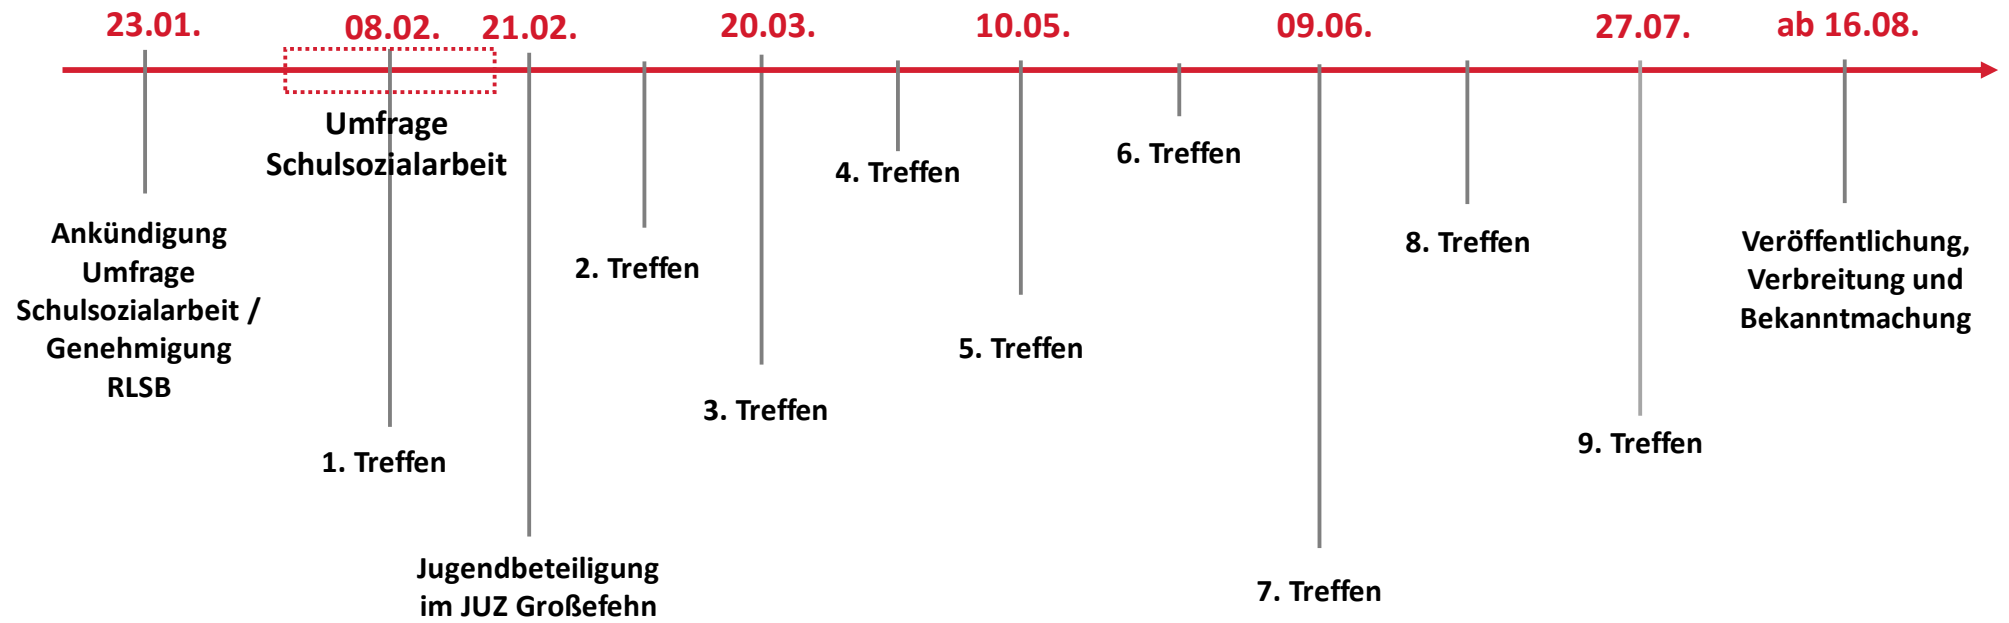 23.01.
08.02.
21.02.
20.03.
10.05.
09.06.
27.07.
ab 16.08.
Umfrage
Schulsozialarbeit
Ankündigung
Umfrage
Schulsozialarbeit /
Genehmigung
RLSB
1. Treffen
Jugendbeteiligung
im JUZ Großefehn
2. Treffen
3. Treffen
4. Treffen
5. Treffen
6. Treffen
7. Treffen
8. Treffen
9. Treffen
Veröffentlichung,
Verbreitung und
Bekanntmachung